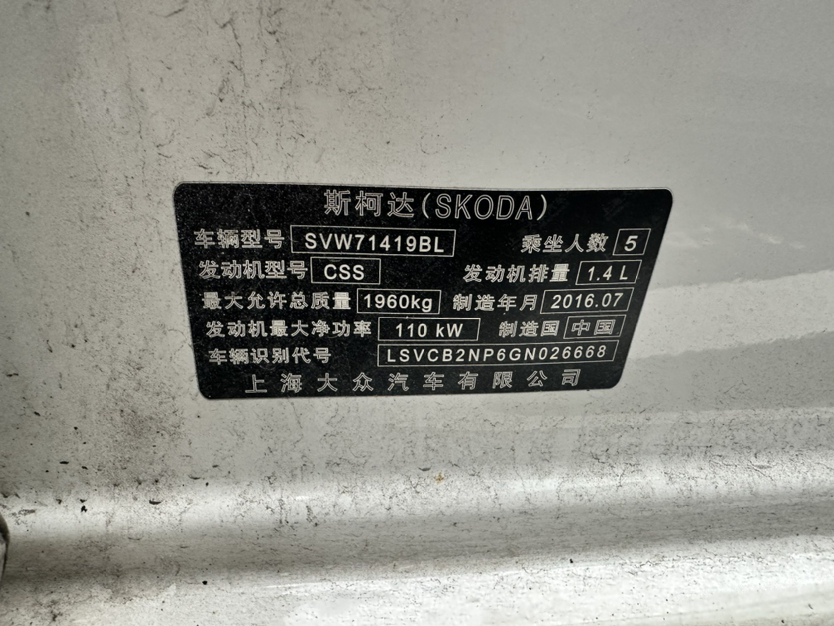 斯柯达(SKODA)
车辆型号 SVW71419BL 乘坐人数 5
发动机型号 CSS 发动机排量 1.4 L
最大允许总质量 1960kg 制造年月 2016.07
发动机最大净功率 110 kW 制造国 中国
车辆识别代号 LSVCB2NP6GN026668
上海大众汽车有限公司